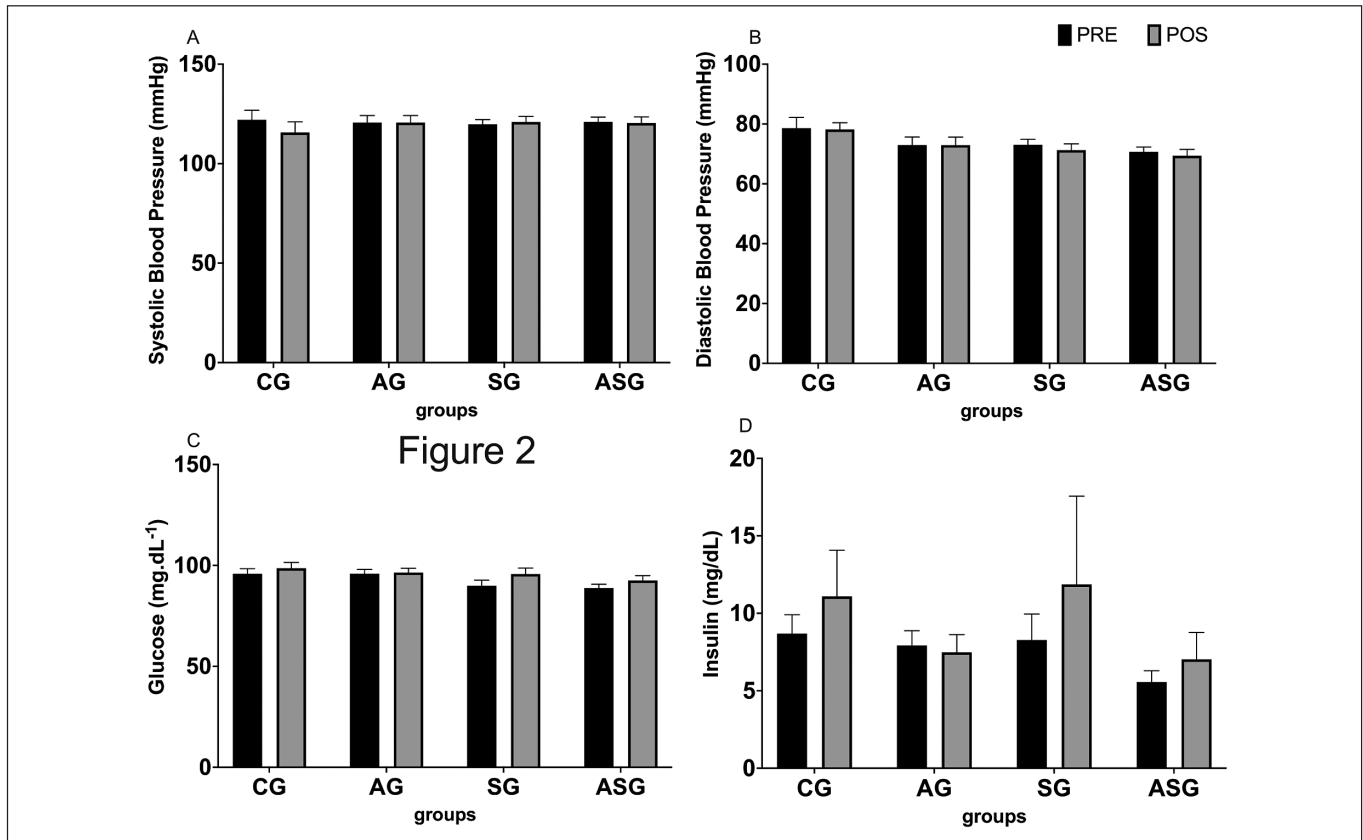 A
150
100
50
0
Systolic Blood Pressure (mmHg)
CG AG SG ASG
groups
B
PRE POS
100
80
60
40
20
0
Diastolic Blood Pressure (mmHg)
CG AG SG ASG
groups
C
Figure 2
150
100
50
0
Glucose (mg.dL-1)
CG AG SG ASG
groups
D
20
15
10
5
0
Insulin (mg/dL)
CG AG SG ASG
groups